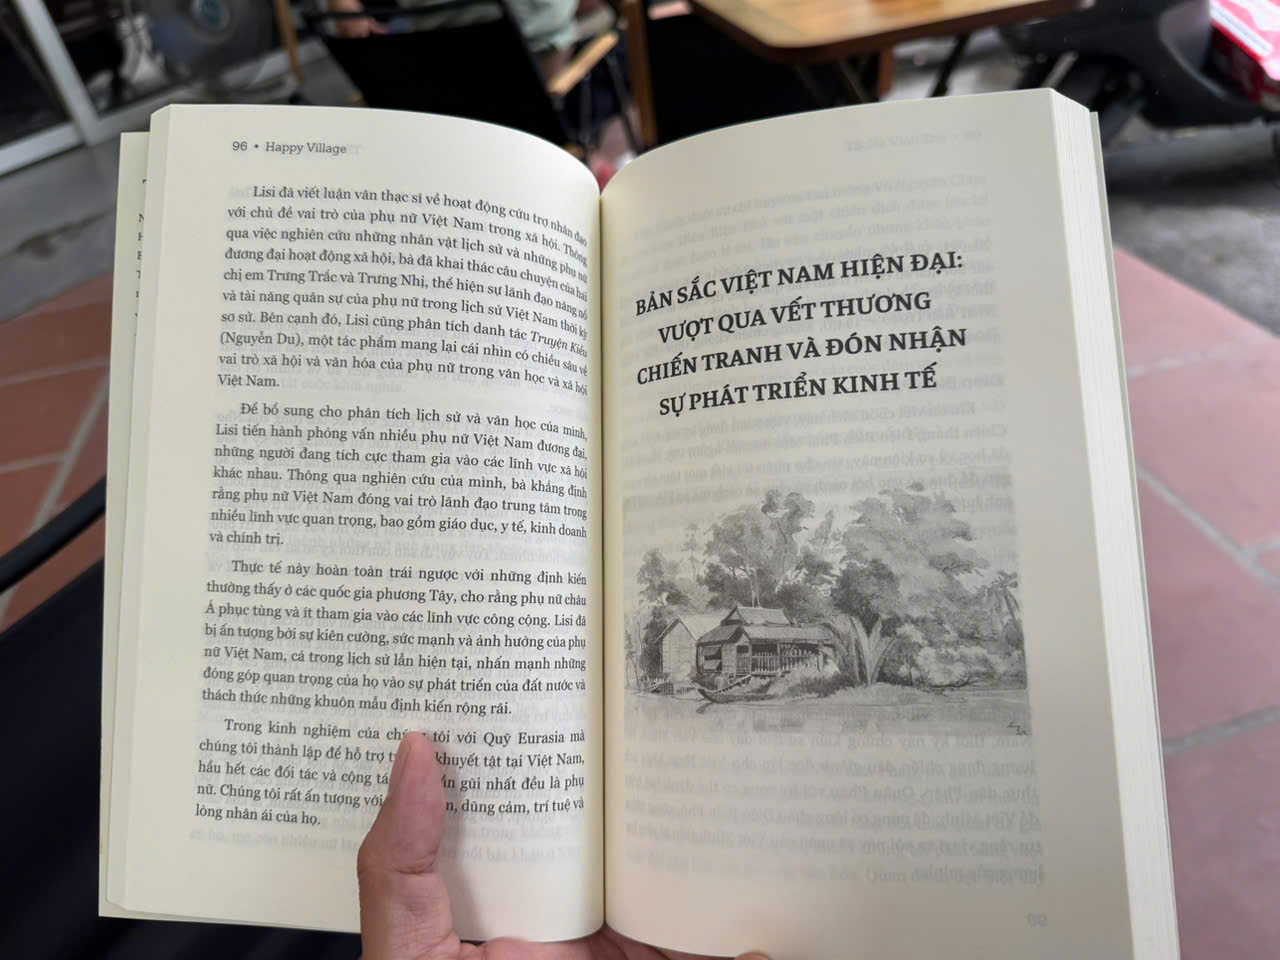 96 • Happy Village
Lisi đã viết luận văn thạc sĩ về hoạt động cứu trợ nhân đạo
với chủ đề vai trò của phụ nữ Việt Nam trong xã hội. Thông
qua việc nghiên cứu những nhân vật lịch sử và những phụ nữ
đương đại hoạt động xã hội, bà đã khai thác câu chuyện của hai
chị em Trưng Trắc và Trưng Nhị, thể hiện sự lãnh đạo năng nổ
và tài năng quân sự của phụ nữ trong lịch sử Việt Nam thời kỳ
sơ sử. Bên cạnh đó, Lisi cũng phân tích danh tác Truyện Kiều
(Nguyễn Du), một tác phẩm mang lại cái nhìn có chiều sâu về
vai trò xã hội và văn hóa của phụ nữ trong văn học và xã hội
Việt Nam.
Để bổ sung cho phân tích lịch sử và văn học của mình,
Lisi tiến hành phỏng vấn nhiều phụ nữ Việt Nam đương đại,
những người đang tích cực tham gia vào các lĩnh vực xã hội
khác nhau. Thông qua nghiên cứu của mình, bà khẳng định
rằng phụ nữ Việt Nam đóng vai trò lãnh đạo trung tâm trong
nhiều lĩnh vực quan trọng, bao gồm giáo dục, y tế, kinh doanh
và chính trị.
Thực tế này hoàn toàn trái ngược với những định kiến
thường thấy ở các quốc gia phương Tây, cho rằng phụ nữ châu
Á phục tùng và ít tham gia vào các lĩnh vực công cộng. Lisi đã
bị ấn tượng bởi sự kiên cường, sức mạnh và ảnh hưởng của phụ
nữ Việt Nam, cả trong lịch sử lẫn hiện tại, nhấn mạnh những
đóng góp quan trọng của họ vào sự phát triển của đất nước và
thách thức những khuôn mẫu định kiến rộng rãi.
Trong kinh nghiệm của chúng tôi với Quỹ Eurasia mà
chúng tôi thành lập để hỗ trợ khuyết tật tại Việt Nam,
hầu hết các đối tác và cộng gũi nhất đều là phụ
nữ. Chúng tôi rất ấn tượng với dũng cảm, trí tuệ và
lòng nhân ái của họ.
BẢN SẮC VIỆT NAM HIỆN ĐẠI:
VƯỢT QUA VẾT THƯƠNG
CHIẾN TRANH VÀ ĐÓN NHẬN
SỰ PHÁT TRIỂN KINH TẾ